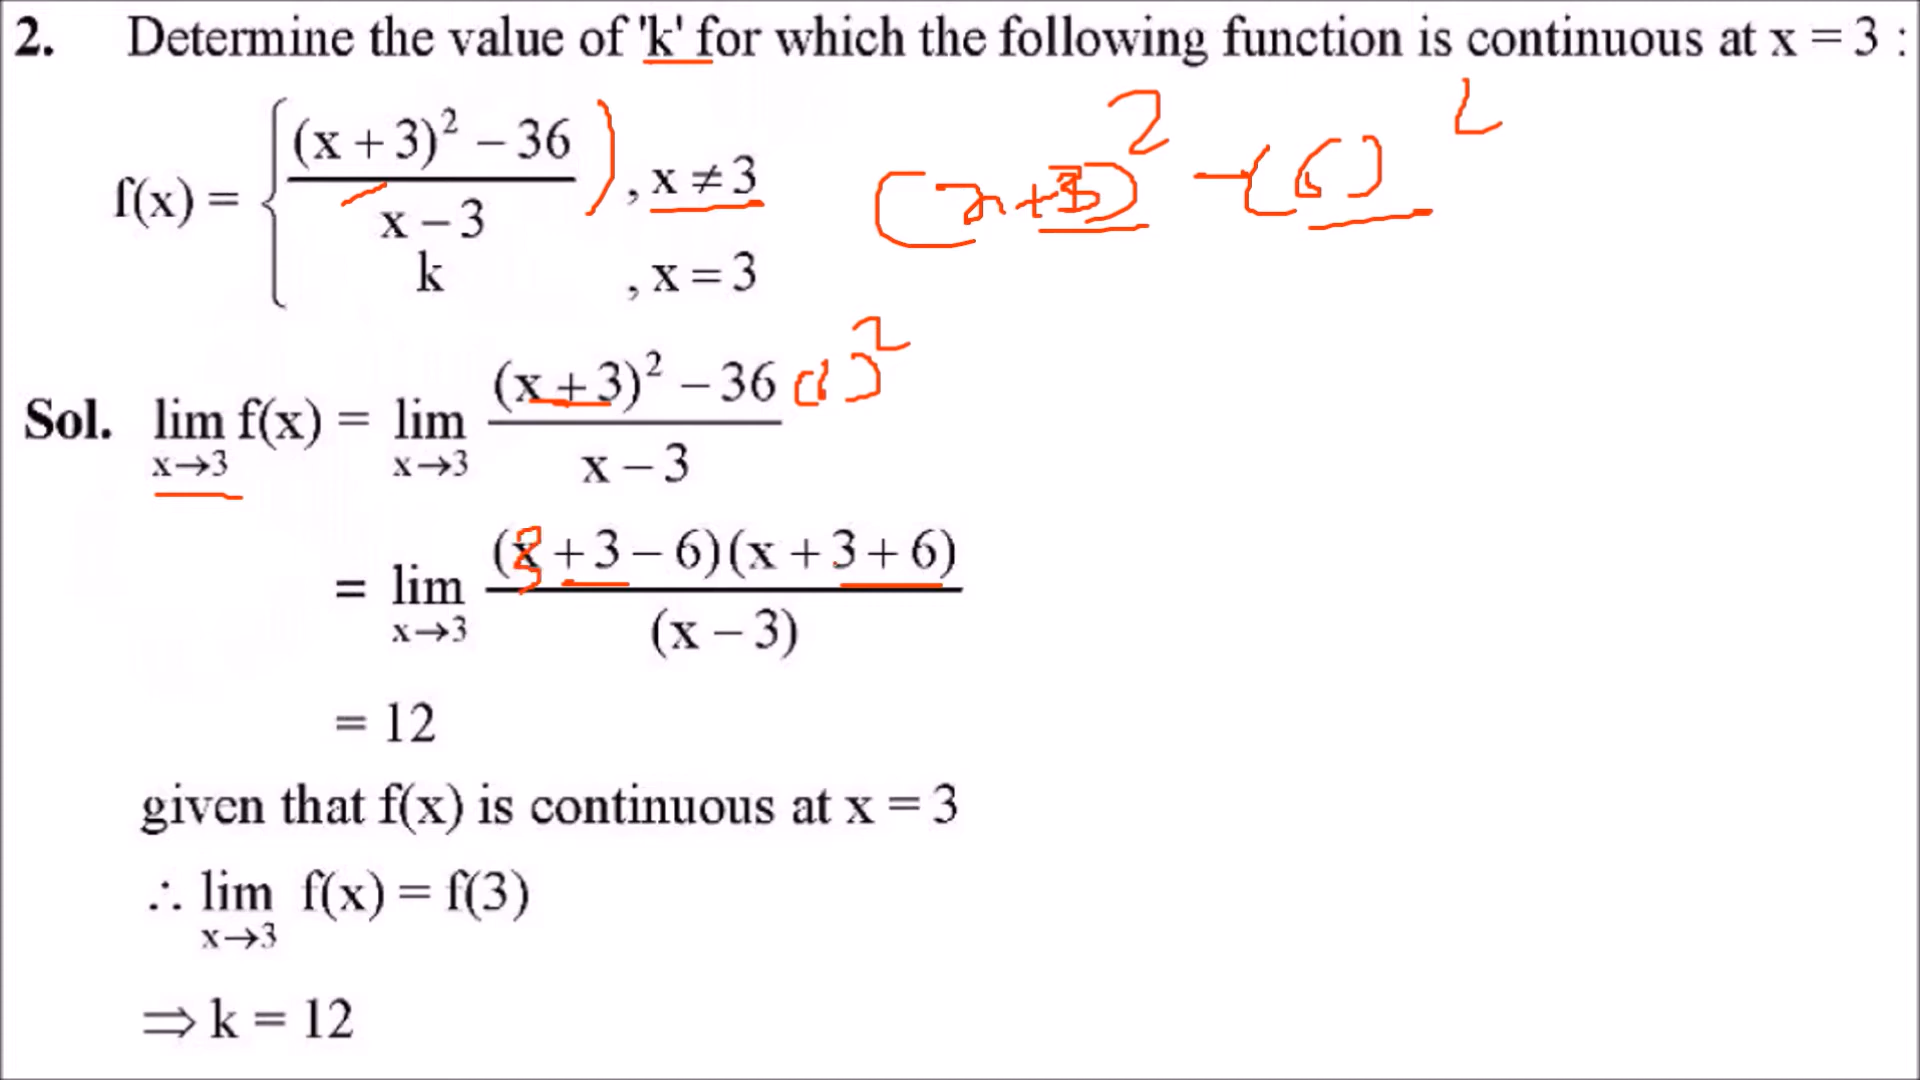 2. Determine the value of 'k' for which the following function is continuous at x = 3 :
f(x) = { (x + 3)² – 36 / x – 3 , x ≠ 3
k , x = 3
(x+3)² – (6)²
Sol. lim x→3 f(x) = lim x→3 (x + 3)² – 36 / x – 3
= lim x→3 (x + 3 – 6)(x + 3 + 6) / (x – 3)
= 12
given that f(x) is continuous at x = 3
∴ lim x→3 f(x) = f(3)
⇒ k = 12